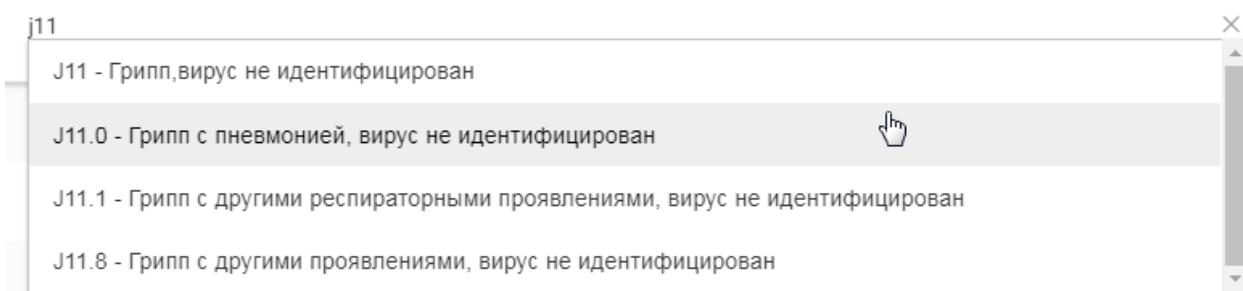 j11
J11 - Грипп,вирус не идентифицирован
J11.0 - Грипп с пневмонией, вирус не идентифицирован
J11.1 - Грипп с другими респираторными проявлениями, вирус не идентифицирован
J11.8 - Грипп с другими проявлениями, вирус не идентифицирован